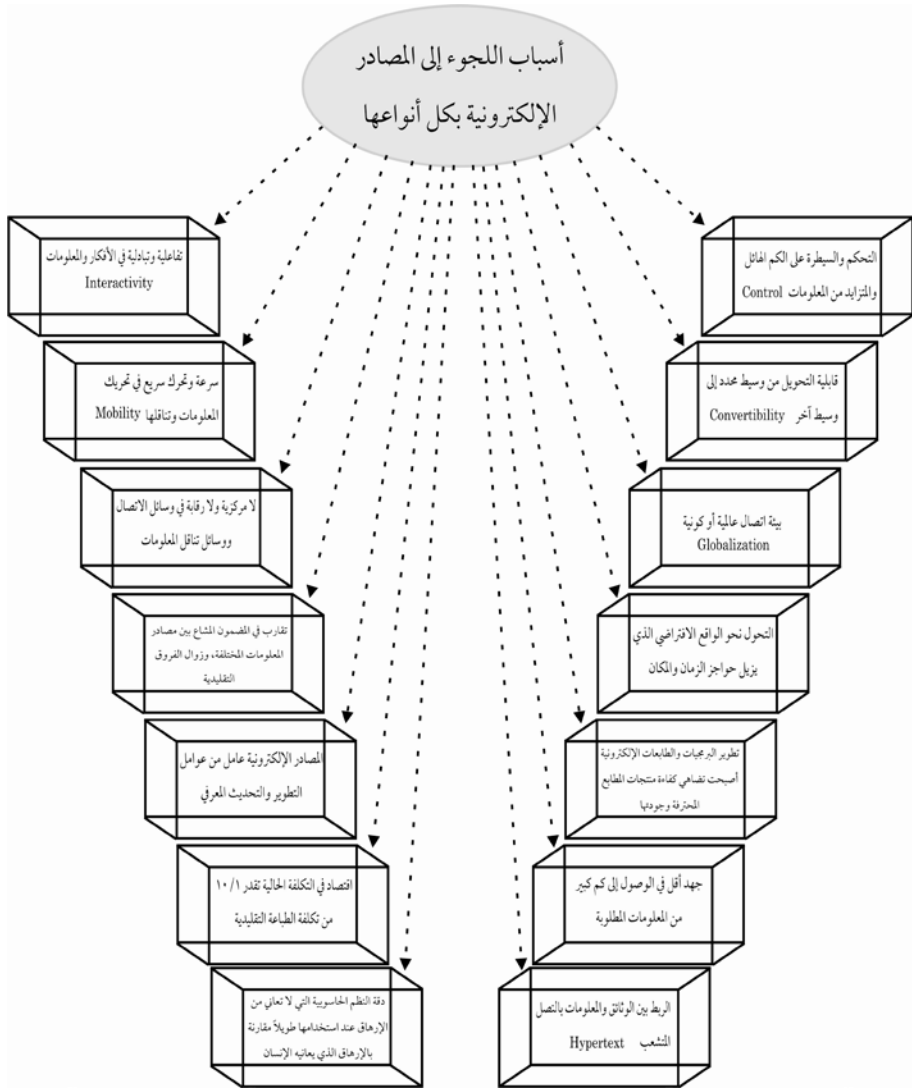 أسباب اللجوء إلى المصادر
الإلكترونية بكل أنواعها
التحكم والسيطرة على الكم الهائل
والمتزايد من المعلومات Control
قابلية التحويل من وسيط محدد إلى
وسيط آخر Convertibility
بيئة اتصال عالمية أو كونية
Globalization
التحول نحو الواقع الافتراضي الذي
يزيل حواجز الزمان والمكان
تطوير البرمجيات والطابعات الإلكترونية
أصبحت تضاهي كفاءة منتجات المطابع
المحترفة وجودتها
جهد أقل في الوصول إلى كم كبير
من المعلومات المطلوبة
الربط بين الوثائق والمعلومات بالنصل
المتشعب Hypertext
تفاعلية وتبادلية في الأفكار والمعلومات
Interactivity
سرعة وتحرك سريع في تحريك
المعلومات وتناقلها Mobility
لا مركزية ولا رقابة في وسائل الاتصال
ووسائل تناقل المعلومات
تقارب في المضمون المشاع بين مصادر
المعلومات المختلفة، وزوال الفروق
التقليدية
المصادر الإلكترونية عامل من عوامل
التطوير والتحديث المعرفي
اقتصاد في التكلفة الحالية تقدر ١/ ١٠
من تكلفة الطباعة التقليدية
دقة النظم الحاسوبية التي لا تعاني من
الإرهاق عند استخدامها طويلاً مقارنة
بالإرهاق الذي يعانيه الإنسان